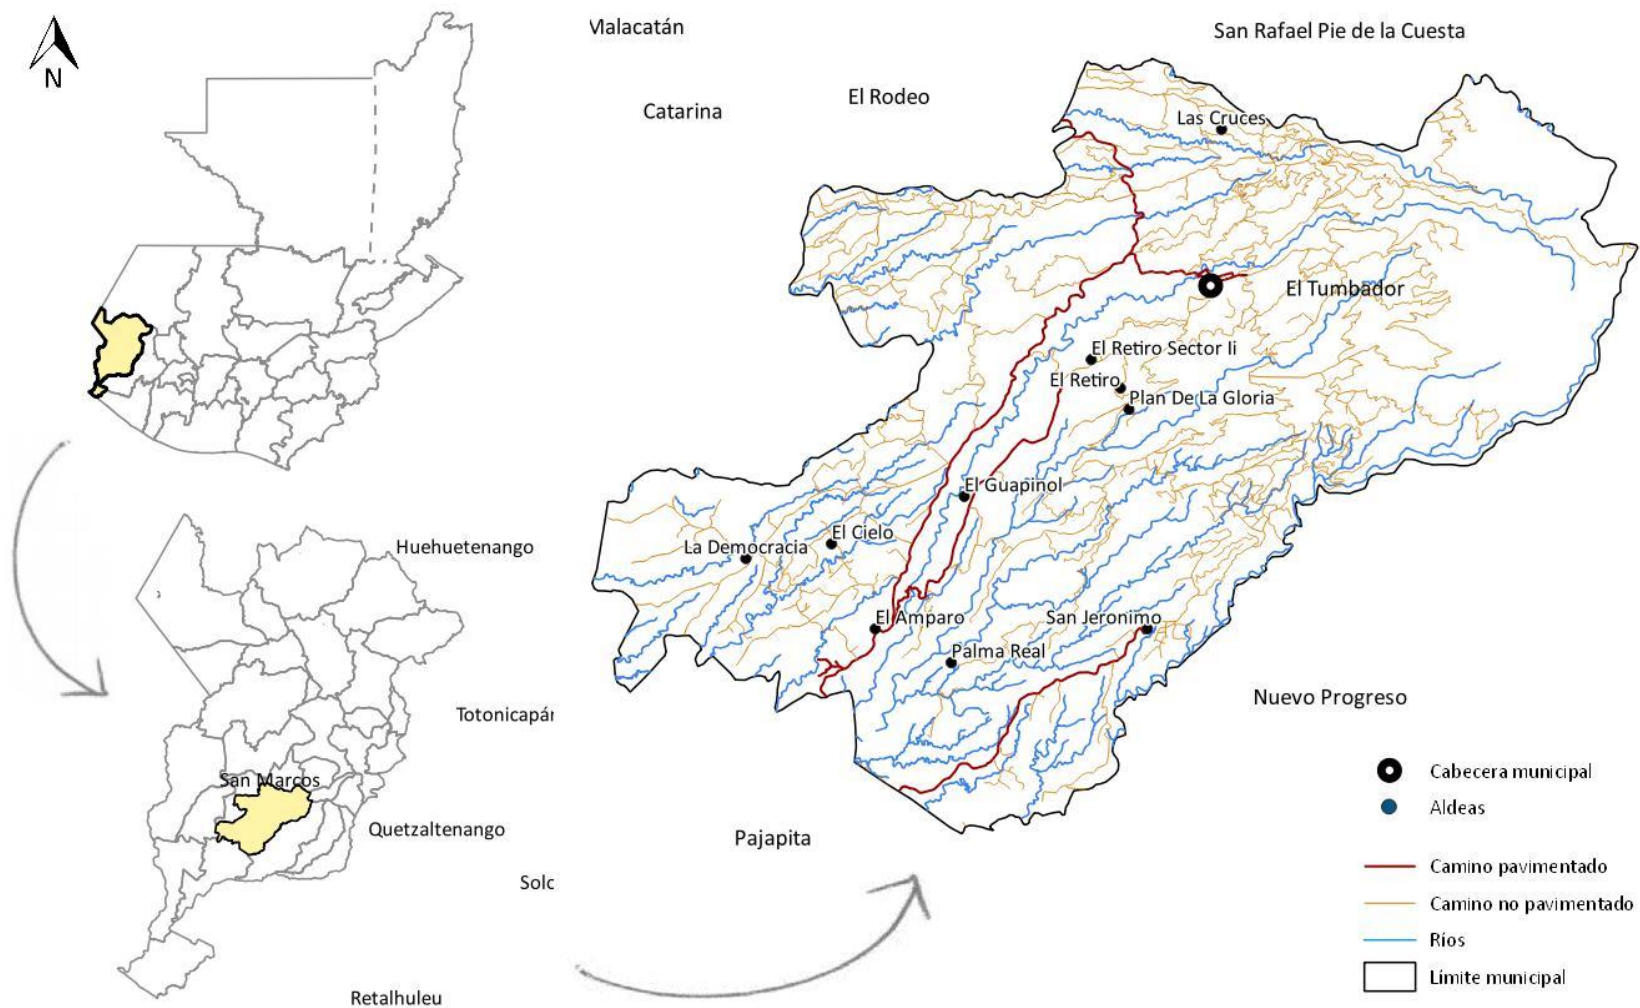 N
Malacatán
San Rafael Pie de la Cuesta
El Rodeo
Catarina
Las Cruces
El Tumbador
El Retiro Sector Ii
El Retiro
Plan De La Gloria
El Guapinol
El Cielo
La Democracia
El Amparo
San Jeronimo
Palma Real
Huehuetenango
Totonicapán
San Marcos
Quetzaltenango
Solc
Retalhuleu
Pajapita
Nuevo Progreso
Cabecera municipal
Aldeas
Camino pavimentado
Camino no pavimentado
Ríos
Límite municipal